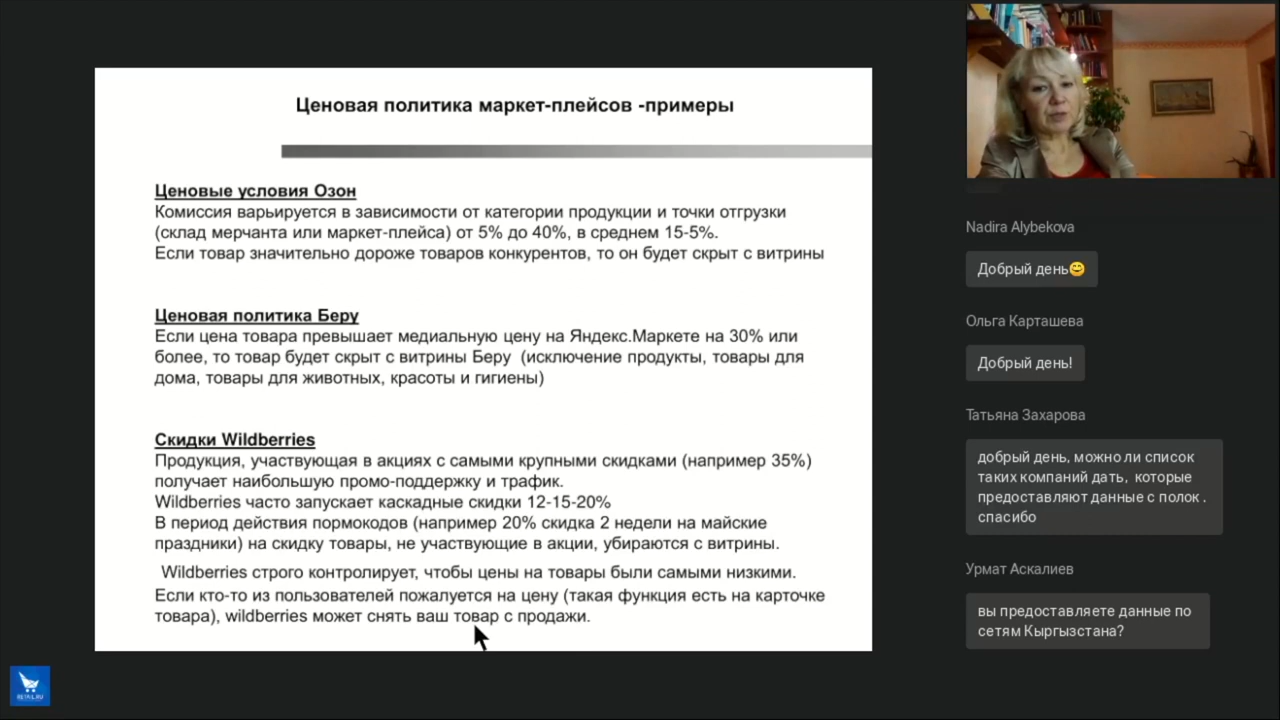 Ценовая политика маркет-плейсов -примеры
Ценовые условия Озон
Комиссия варьируется в зависимости от категории продукции и точки отгрузки
(склад мерчанта или маркет-плейса) от 5% до 40%, в среднем 15-5%.
Если товар значительно дороже товаров конкурентов, то он будет скрыт с витрины
Ценовая политика Беру
Если цена товара превышает медиальную цену на Яндекс.Маркете на 30% или
более, то товар будет скрыт с витрины Беру (исключение продукты, товары для
дома, товары для животных, красоты и гигиены)
Скидки Wildberries
Продукция, участвующая в акциях с самыми крупными скидками (например 35%)
получает наибольшую промо-поддержку и трафик.
Wildberries часто запускает каскадные скидки 12-15-20%
В период действия пормокодов (например 20% скидка 2 недели на майские
праздники) на скидку товары, не участвующие в акции, убираются с витрины.
Wildberries строго контролирует, чтобы цены на товары были самыми низкими.
Если кто-то из пользователей пожалуется на цену (такая функция есть на карточке
товара), wildberries может снять ваш товар с продажи.
Nadira Alybekova
Добрый день😊
Ольга Карташева
Добрый день!
Татьяна Захарова
добрый день, можно ли список
таких компаний дать, которые
предоставляют данные с полок .
спасибо
Урмат Аскалиев
вы предоставляете данные по
сетям Кыргызстана?
RETAIL.RU